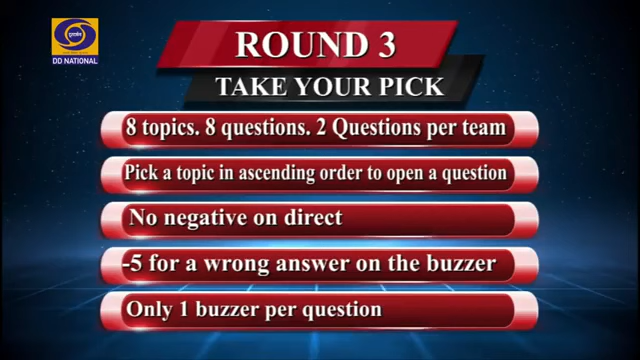 दूरदर्शन
DD NATIONAL
ROUND 3
TAKE YOUR PICK
8 topics. 8 questions. 2 Questions per team
Pick a topic in ascending order to open a question
No negative on direct
-5 for a wrong answer on the buzzer
Only 1 buzzer per question